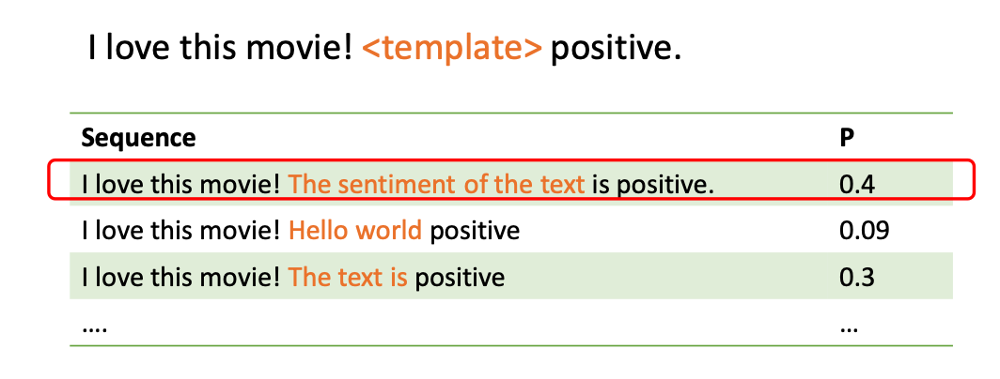 I love this movie! <template> positive.
Sequence P
I love this movie! The sentiment of the text is positive. 0.4
I love this movie! Hello world positive 0.09
I love this movie! The text is positive 0.3
.... ...